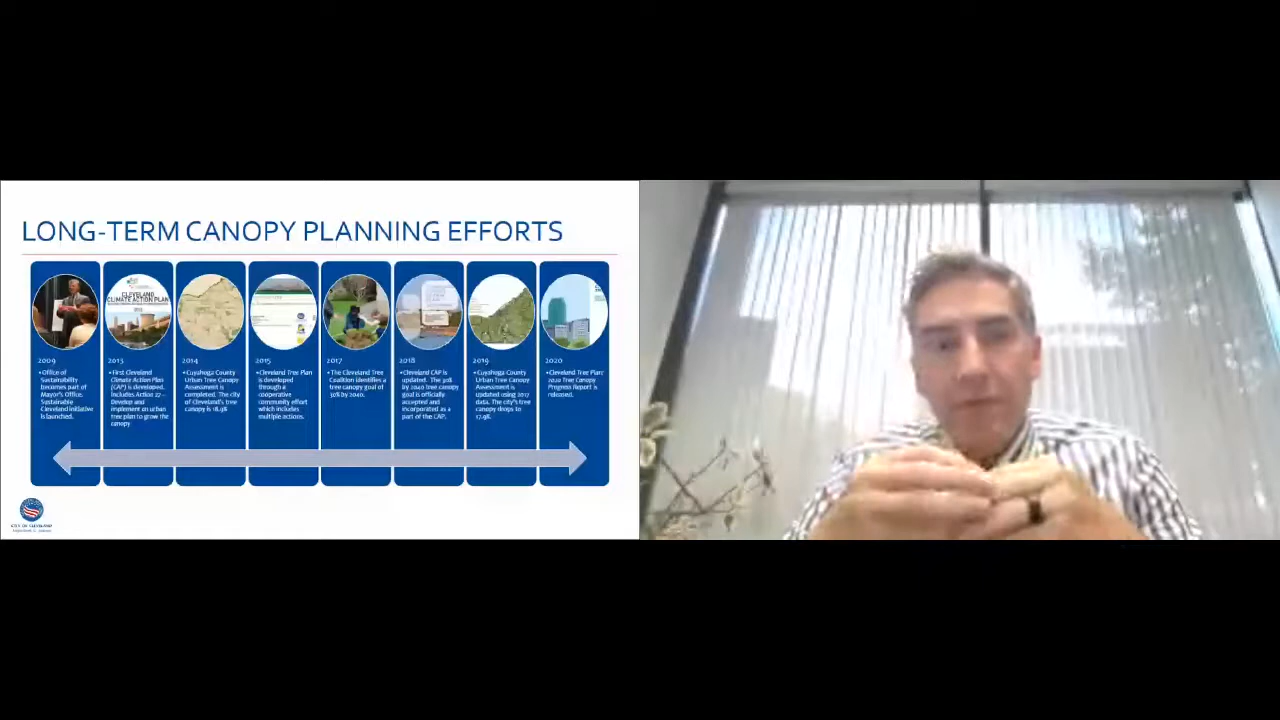 LONG-TERM CANOPY PLANNING EFFORTS
CLEVELAND
CLIMATE ACTION PLAN
2009
•Office of
Sustainability
becomes part of
Mayor's Office.
Sustainable
Cleveland initiative
is launched.
2013
•First Cleveland
Climate Action Plan
(CAP) is developed.
Includes Action 27–
Develop and
implement an urban
tree plan to grow the
canopy
2014
•Cuyahoga County
Urban Tree Canopy
Assessment is
completed. The city
of Cleveland's tree
canopy is 18.9%
2015
•Cleveland Tree Plan
is developed
through a
cooperative
community effort
which includes
multiple actions.
2017
•The Cleveland Tree
Coalition identifies a
tree canopy goal of
30% by 2040.
2018
•Cleveland CAP is
updated. The 30%
by 2040 tree canopy
goal is officially
accepted and
incorporated as a
part of the CAP.
2019
•Cuyahoga County
Urban Tree Canopy
Assessment is
updated using 2017
data. The city's tree
canopy drops to
17.9%.
2020
•Cleveland Tree Plan:
2020 Tree Canopy
Progress Report is
released.
CITY OF CLEVELAND